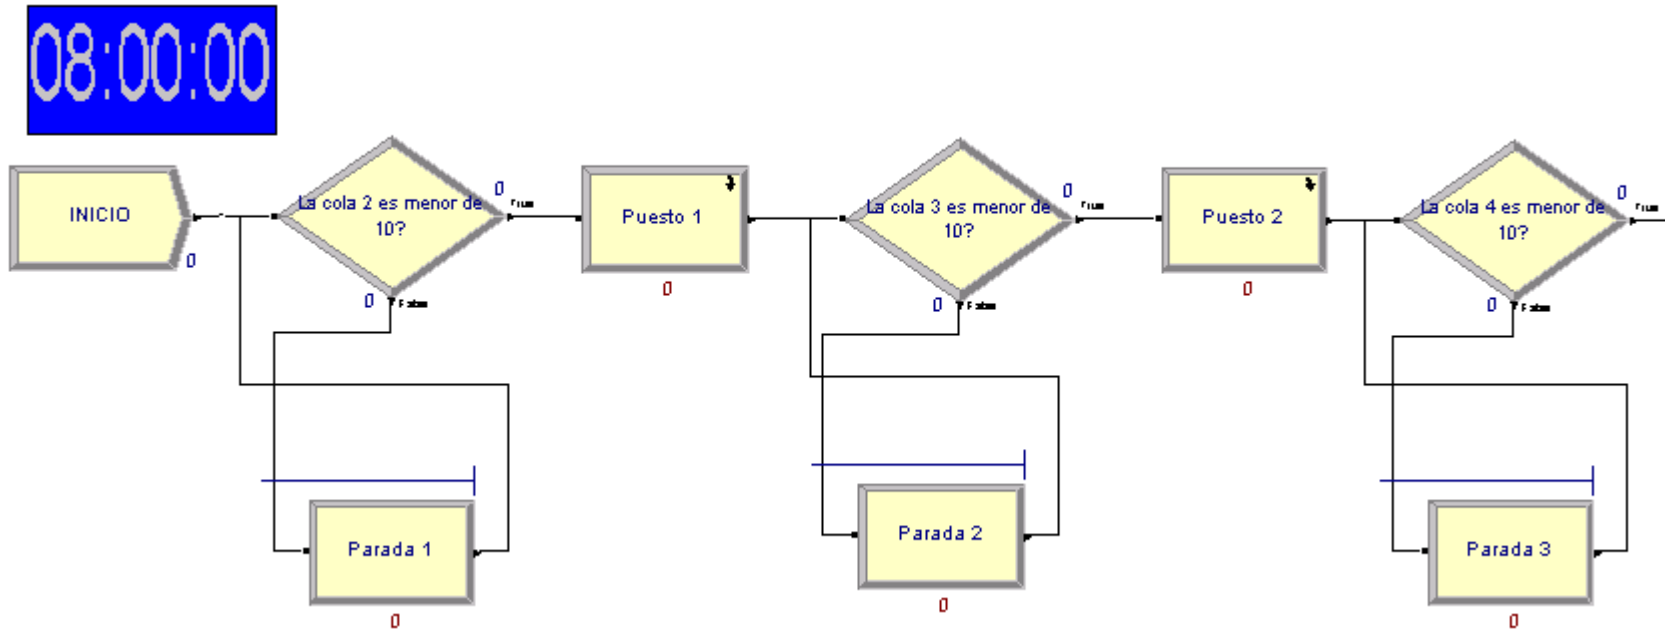 08:00:00
INICIO
0
La cola 2 es menor de
10?
0
True
0
False
Puesto 1
0
La cola 3 es menor de
10?
0
True
0
False
Puesto 2
0
La cola 4 es menor de
10?
0
True
0
False
Parada 1
0
Parada 2
0
Parada 3
0